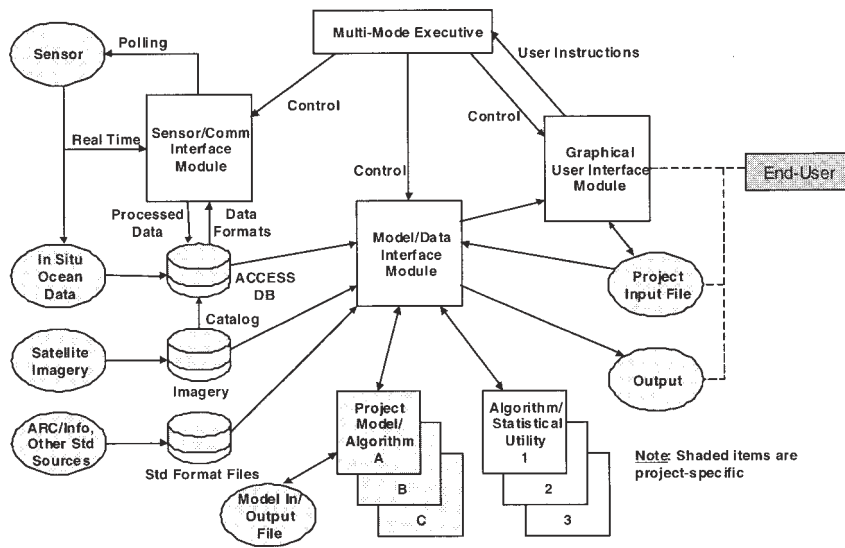 Multi-Mode Executive
Polling
Sensor
User Instructions
Control
Control
Real Time
Sensor/Comm
Interface
Module
Graphical
User Interface
Module
End-User
Control
Processed
Data
Data
Formats
Model/Data
Interface
Module
In Situ
Ocean
Data
ACCESS
DB
Project
Input File
Catalog
Satellite
Imagery
Imagery
Output
Project
Model/
Algorithm
A
B
C
Algorithm/
Statistical
Utility
1
2
3
ARC/Info,
Other Std
Sources
Std Format Files
Model In/
Output
File
Note: Shaded items are
project-specific